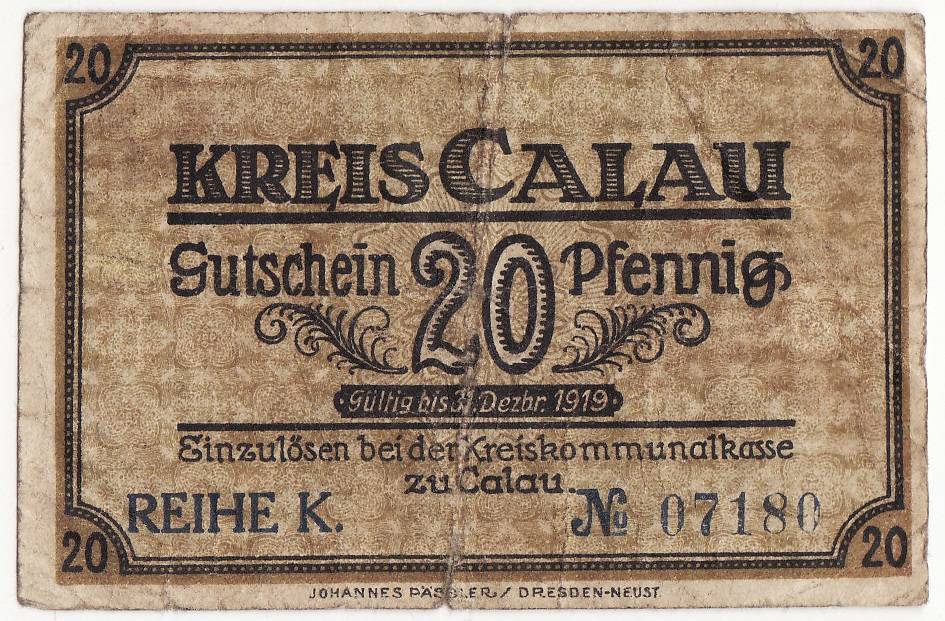 20 20
KREIS CALAU
Gutschein 20 Pfennig
Gültig bis 31. Dezbr. 1919
Einzulösen bei der Kreiskommunalkasse
zu Calau.
REIHE K. № 07180
20 20
JOHANNES PÄSSLER / DRESDEN-NEUST.